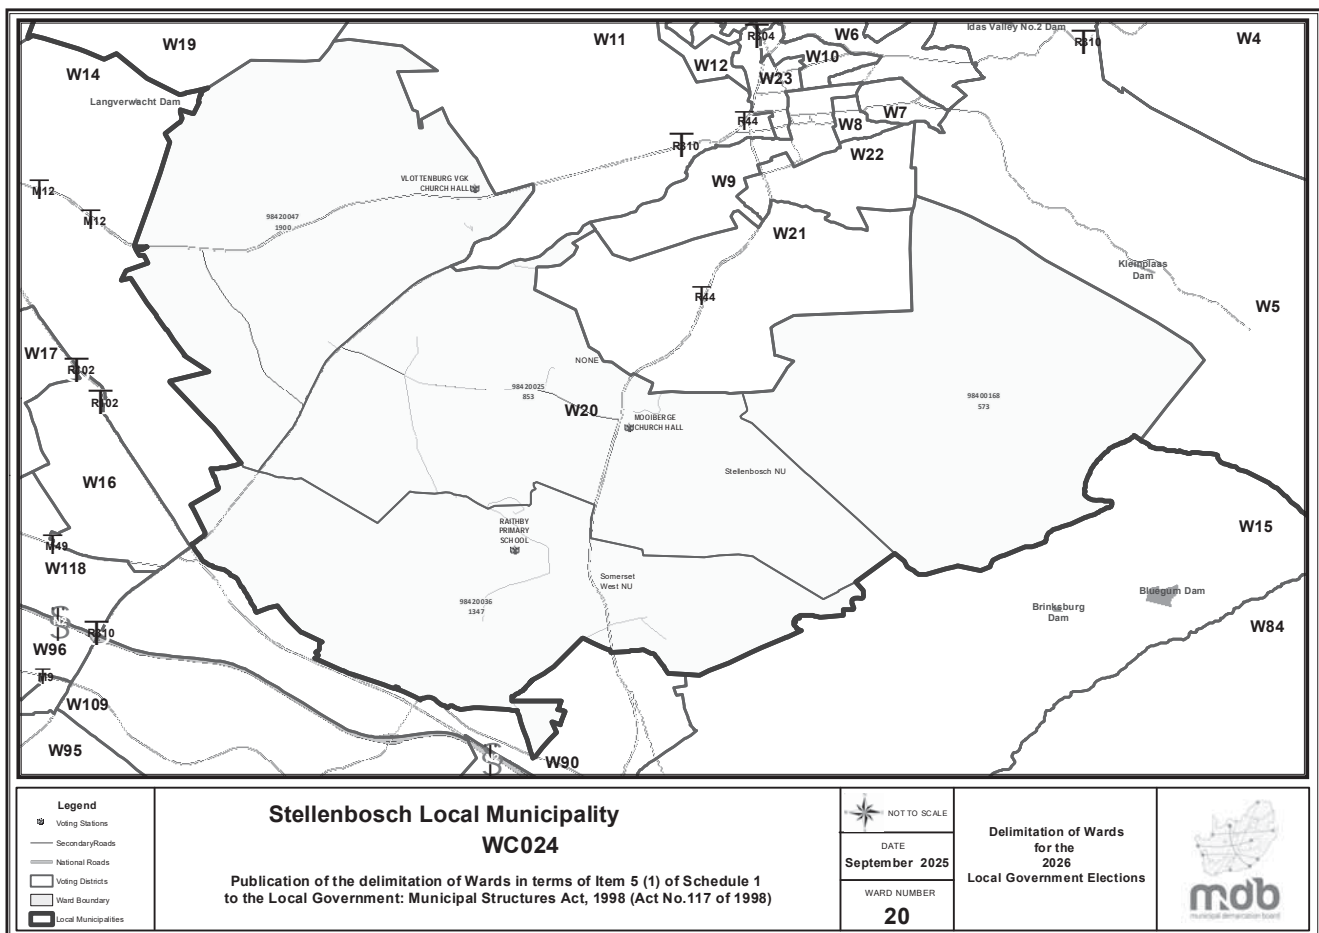 W19
W11
R304
W6
Idas Valley No.2 Dam
R310
W4
W14
W12
W10
W23
Langverwacht Dam
R44
W8
W7
R310
W22
VLOTTENBURG VGK
CHURCH HALL
W9
M12
M12
98420047
1900
W21
Kleinplaas
Dam
R44
W5
W17
R102
NONE
R102
98420025
853
W20
MOOIBERGE
CHURCH HALL
98400168
573
Stellenbosch NU
W16
RAITHBY
PRIMARY
SCHOOL
W15
M49
W118
Somerset
West NU
98420036
1347
Bluegum Dam
Brinksburg
Dam
R310
W96
W84
M9
W109
W95
W90
Legend
Voting Stations
SecondaryRoads
National Roads
Voting Districts
Ward Boundary
Local Municipalities
Stellenbosch Local Municipality
WC024
Publication of the delimitation of Wards in terms of Item 5 (1) of Schedule 1
to the Local Government: Municipal Structures Act, 1998 (Act No.117 of 1998)
NOT TO SCALE
DATE
September 2025
WARD NUMBER
20
Delimitation of Wards
for the
2026
Local Government Elections
mdb
municipal demarcation board